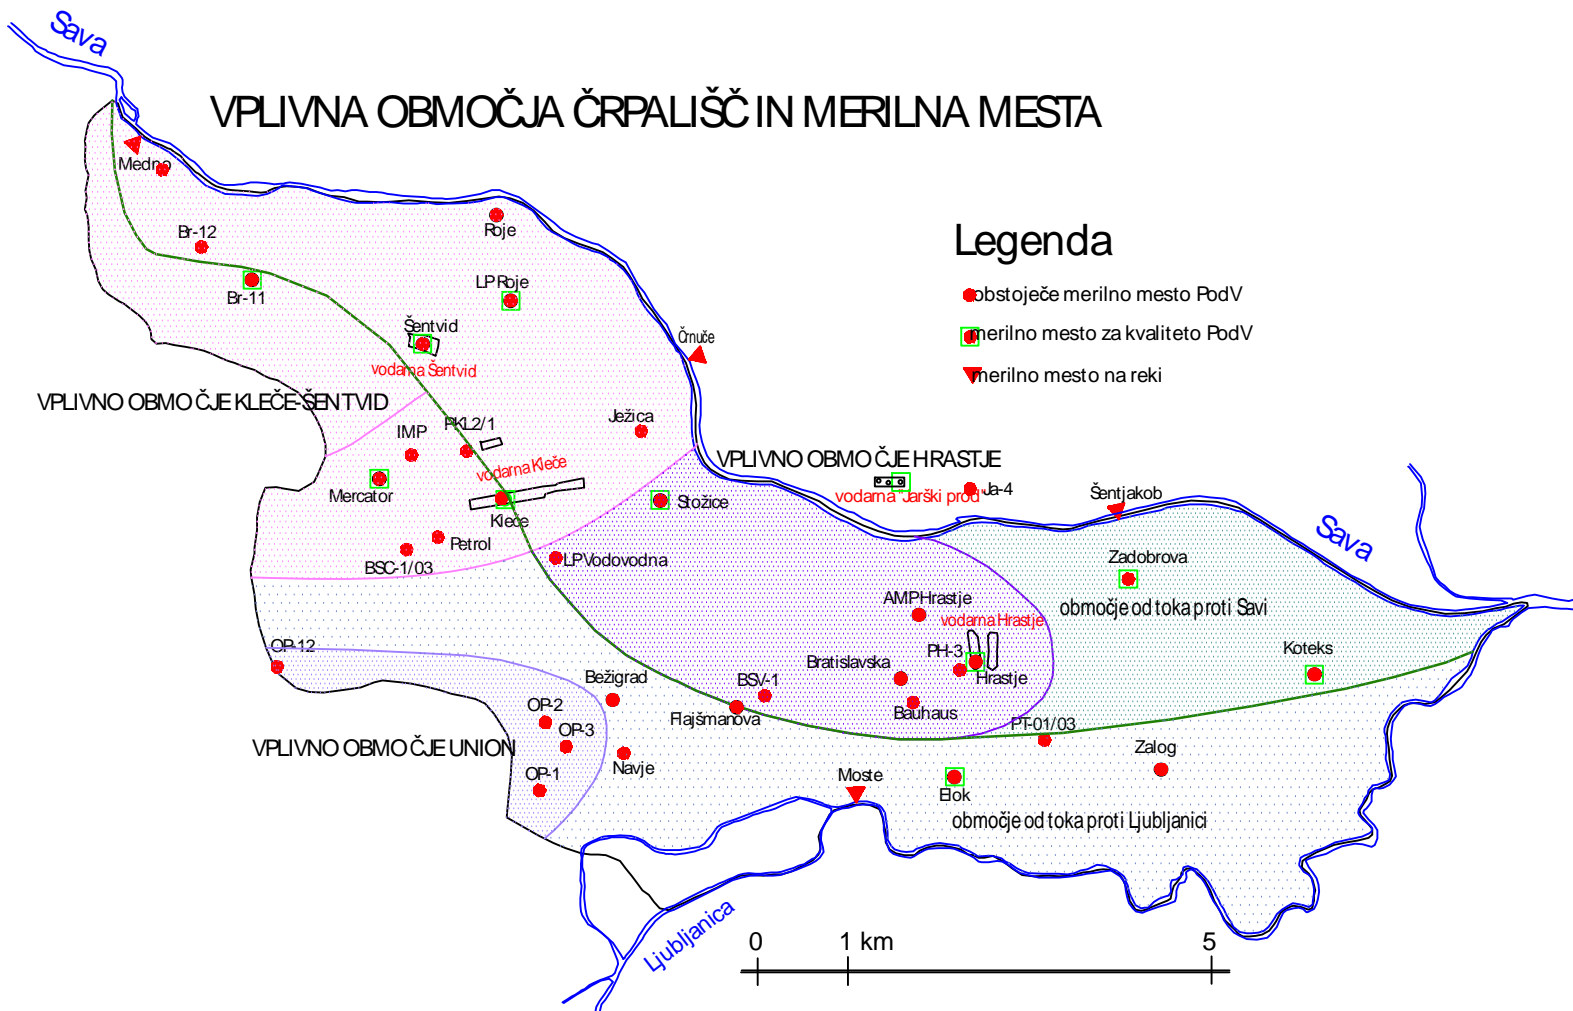 Sava
VPLIVNA OBMOČJA ČRPALIŠČ IN MERILNA MESTA
Medno
Br-12
Br-11
Roje
LP Roje
Legenda
obstoječe merilno mesto PodV
merilno mesto za kvaliteto PodV
merilno mesto na reki
Šentvid
vodarna Šentvid
Črnuče
VPLIVNO OBMOČJE KLEČE-ŠENTVID
IMP
PKL2/1
Ježica
vodarna Kleče
Mercator
Kleče
Stožice
VPLIVNO OBMOČJE HRASTJE
vodarna "Jarški prod"
Ja-4
Šentjakob
Sava
Petrol
BSC-1/03
LP Vodovodna
Zadobrova
območje od toka proti Savi
AMP Hrastje
vodarna Hrastje
OP-12
Bratislavska
PH-3
Hrastje
Koteks
Bežigrad
BSV-1
Flajšmanova
Bauhaus
OP-2
OP-3
VPLIVNO OBMOČJE UNION
PT-01/03
Navje
OP-1
Moste
Elok
Zalog
območje od toka proti Ljubljanici
Ljubljanica
0
1 km
5